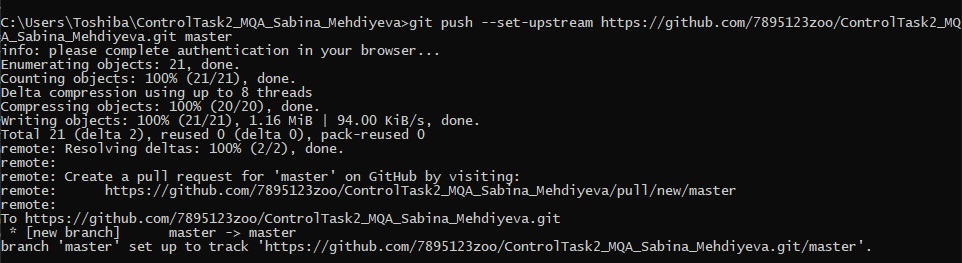 C:\Users\Toshiba\ControlTask2_MQA_Sabina_Mehdiyeva>git push --set-upstream https://github.com/7895123zoo/ControlTask2_MQ
A_Sabina_Mehdiyeva.git master
info: please complete authentication in your browser...
Enumerating objects: 21, done.
Counting objects: 100% (21/21), done.
Delta compression using up to 8 threads
Compressing objects: 100% (20/20), done.
Writing objects: 100% (21/21), 1.16 MiB | 94.00 KiB/s, done.
Total 21 (delta 2), reused 0 (delta 0), pack-reused 0
remote: Resolving deltas: 100% (2/2), done.
remote:
remote: Create a pull request for 'master' on GitHub by visiting:
remote:      https://github.com/7895123zoo/ControlTask2_MQA_Sabina_Mehdiyeva/pull/new/master
remote:
To https://github.com/7895123zoo/ControlTask2_MQA_Sabina_Mehdiyeva.git
 * [new branch]      master -> master
branch 'master' set up to track 'https://github.com/7895123zoo/ControlTask2_MQA_Sabina_Mehdiyeva.git/master'.